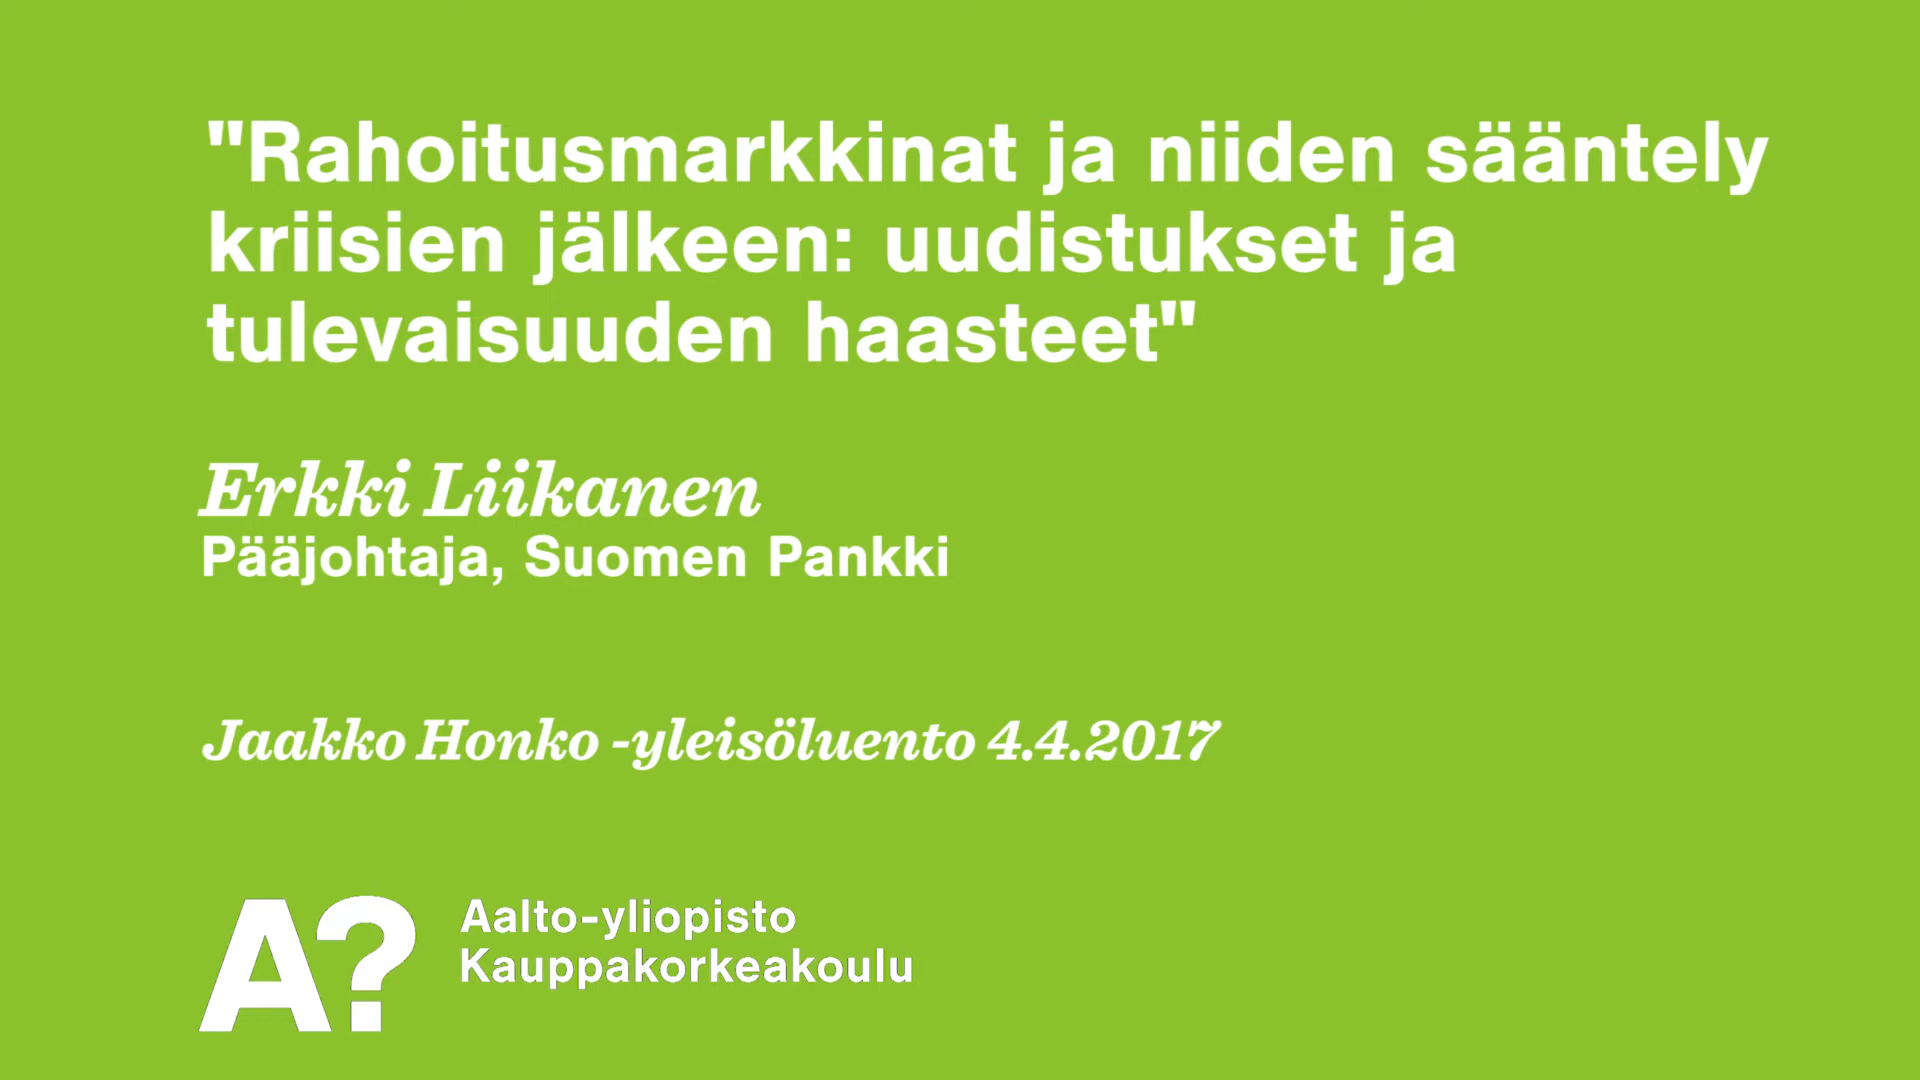 "Rahoitusmarkkinat ja niiden sääntely
kriisien jälkeen: uudistukset ja
tulevaisuuden haasteet"
Erkki Liikanen
Pääjohtaja, Suomen Pankki
Jaakko Honko -yleisöluento 4.4.2017
A?
Aalto-yliopisto
Kauppakorkeakoulu